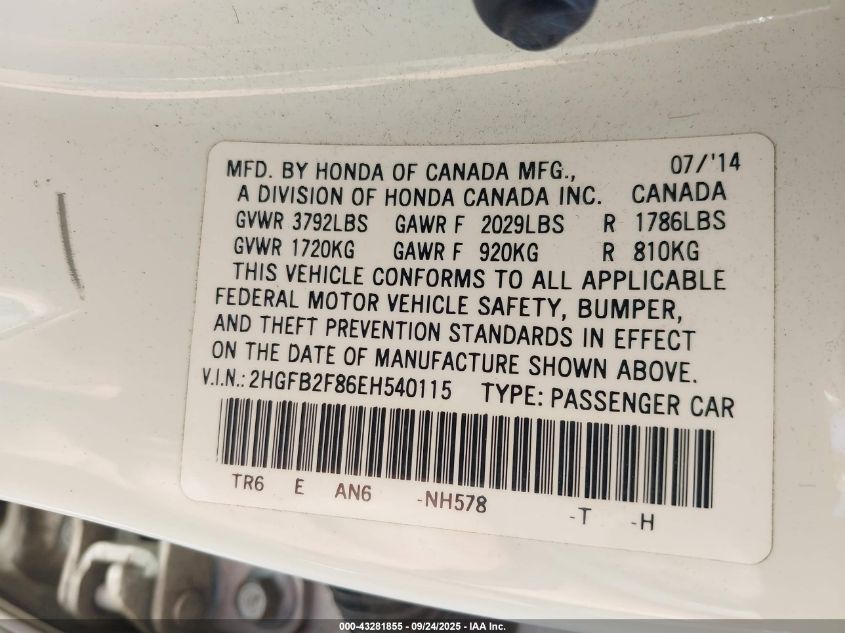 MFD. BY HONDA OF CANADA MFG., 07/'14
A DIVISION OF HONDA CANADA INC. CANADA
GVWR 3792LBS GAWR F 2029LBS R 1786LBS
GVWR 1720KG GAWR F 920KG R 810KG
THIS VEHICLE CONFORMS TO ALL APPLICABLE
FEDERAL MOTOR VEHICLE SAFETY, BUMPER,
AND THEFT PREVENTION STANDARDS IN EFFECT
ON THE DATE OF MANUFACTURE SHOWN ABOVE.
V.I.N.: 2HGFB2F86EH540115 TYPE: PASSENGER CAR
TR6 E AN6 -NH578 -T -H
000-43281855 - 09/24/2025 - IAA Inc.